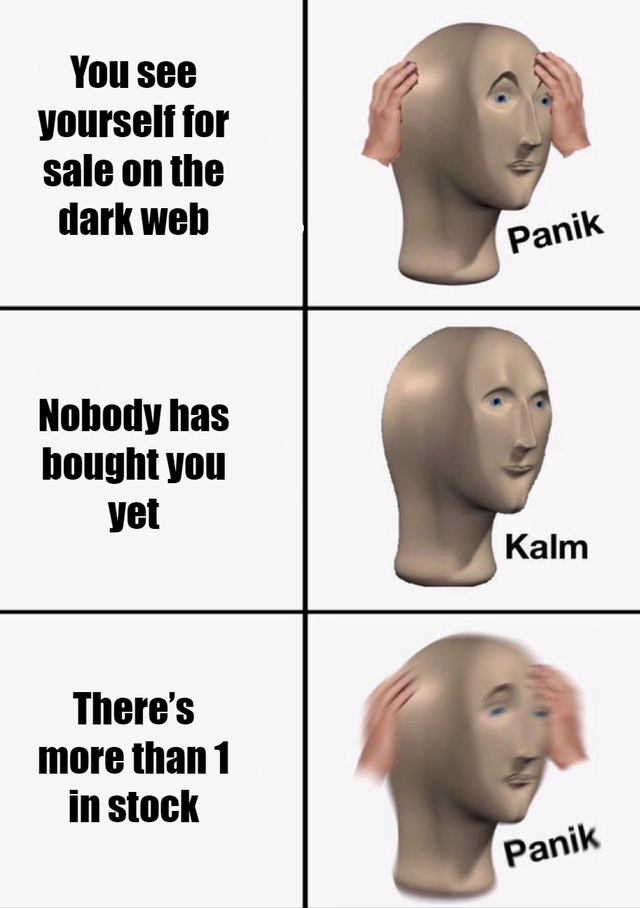 You see
yourself for
sale on the
dark web
Panik
Nobody has
bought you
yet
Kalm
There's
more than 1
in stock
Panik